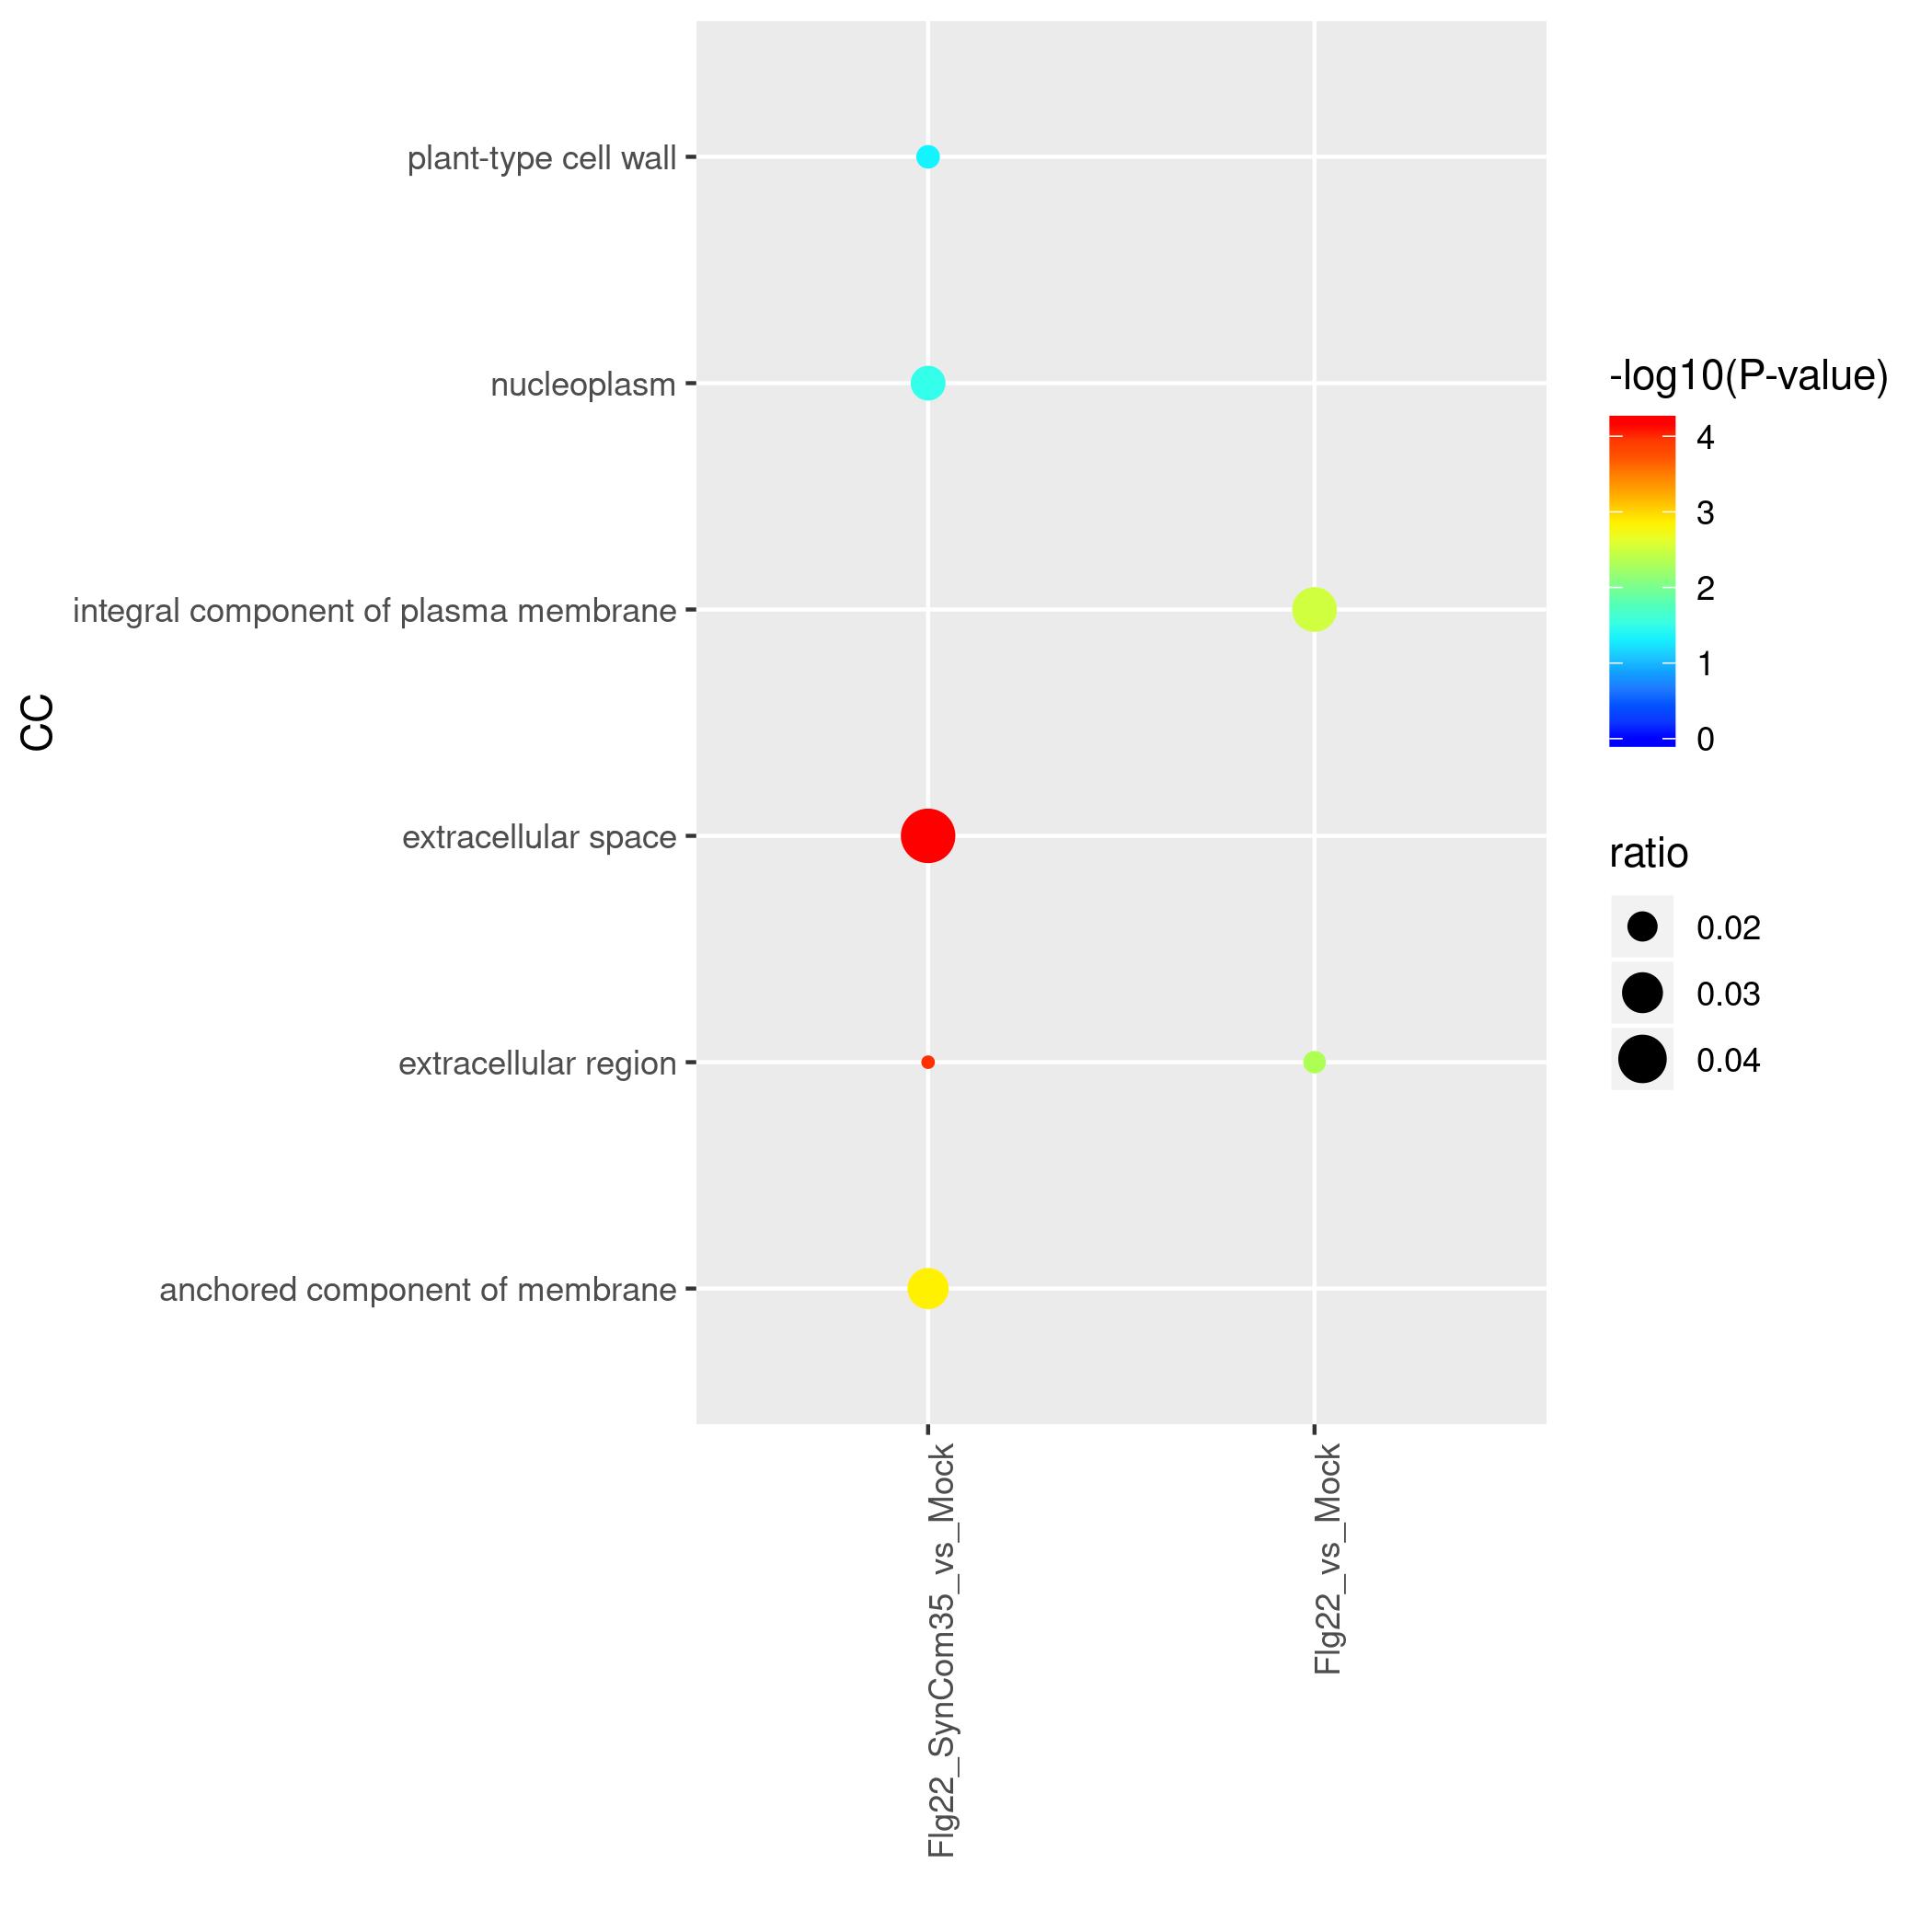 CC
plant-type cell wall
nucleoplasm
integral component of plasma membrane
extracellular space
extracellular region
anchored component of membrane
Flg22_SynCom35_vs_Mock
Flg22_vs_Mock
-log10(P-value)
4
3
2
1
0
ratio
0.02
0.03
0.04